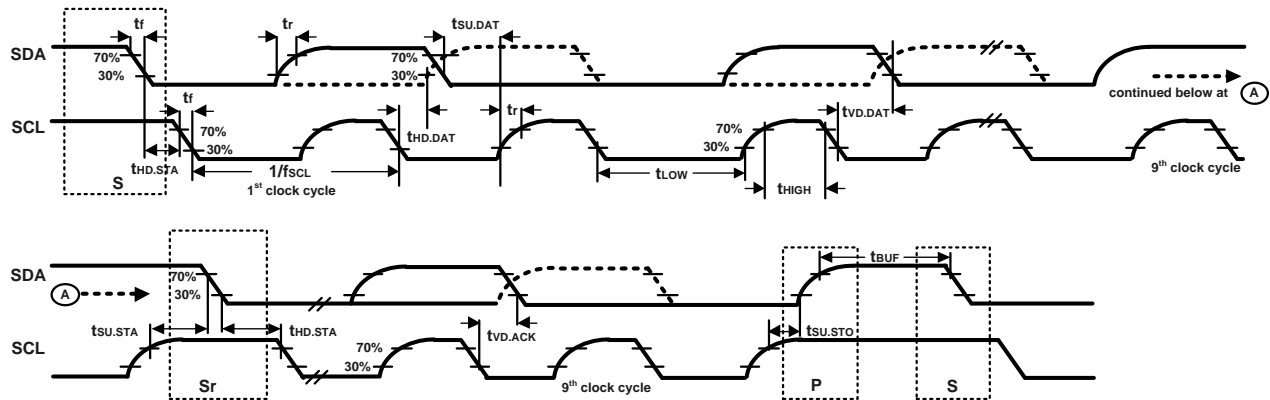 tf
tr
tSU.DAT
SDA
70%
30%
70%
30%
continued below at A
tf
tHD.DAT
tr
tVD.DAT
SCL
70%
30%
70%
30%
tHD.STA
S
1/fSCL
1st clock cycle
tLOW
tHIGH
9th clock cycle
SDA
70%
30%
A
tBUF
tSU.STA
tHD.STA
tVD.ACK
tSU.STO
SCL
70%
30%
Sr
9th clock cycle
P
S